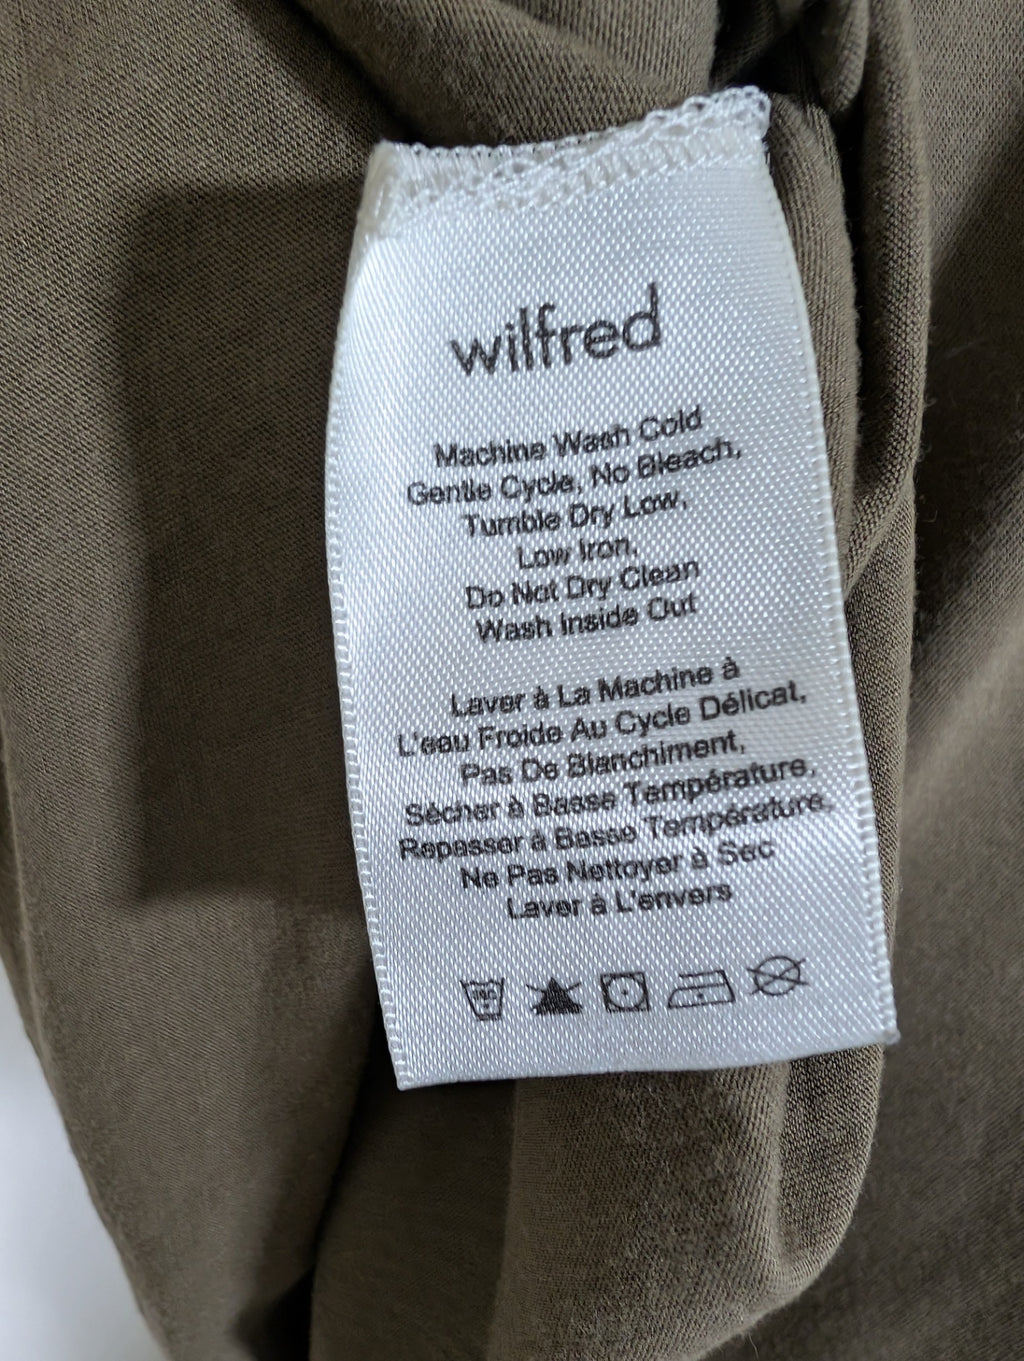 wilfred
Machine Wash Cold
Gentle Cycle, No Bleach,
Tumble Dry Low,
Low Iron,
Do Not Dry Clean
Wash Inside Out
Laver à La Machine à
L'eau Froide Au Cycle Délicat,
Pas De Blanchiment,
Sécher à Basse Température,
Repasser à Basse Température,
Ne Pas Nettoyer à Sec
Laver à L'envers